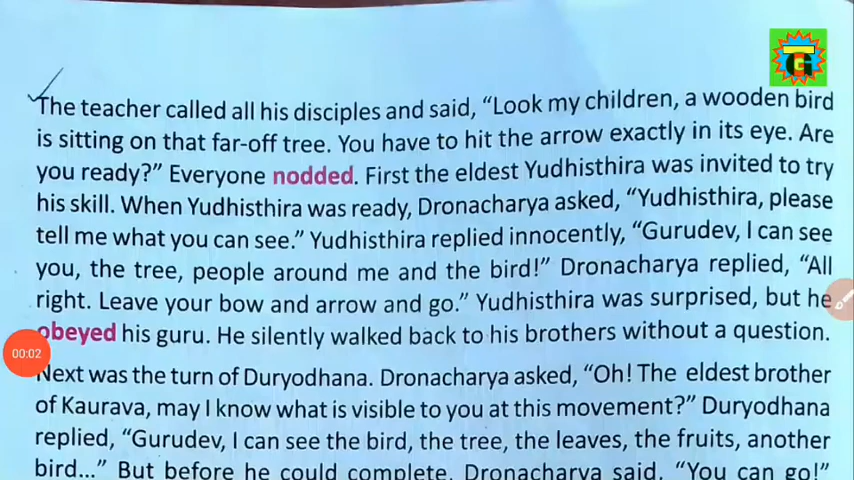 The teacher called all his disciples and said, “Look my children, a wooden bird
is sitting on that far-off tree. You have to hit the arrow exactly in its eye. Are
you ready?” Everyone nodded. First the eldest Yudhisthira was invited to try
his skill. When Yudhisthira was ready, Dronacharya asked, “Yudhisthira, please
tell me what you can see.” Yudhisthira replied innocently, “Gurudev, I can see
you, the tree, people around me and the bird!” Dronacharya replied, “All
right. Leave your bow and arrow and go.” Yudhisthira was surprised, but he
obeyed his guru. He silently walked back to his brothers without a question.
00:02
Next was the turn of Duryodhana. Dronacharya asked, “Oh! The eldest brother
of Kaurava, may I know what is visible to you at this movement?” Duryodhana
replied, “Gurudev, I can see the bird, the tree, the leaves, the fruits, another
bird...” But before he could complete, Dronacharya said, “You can go!”